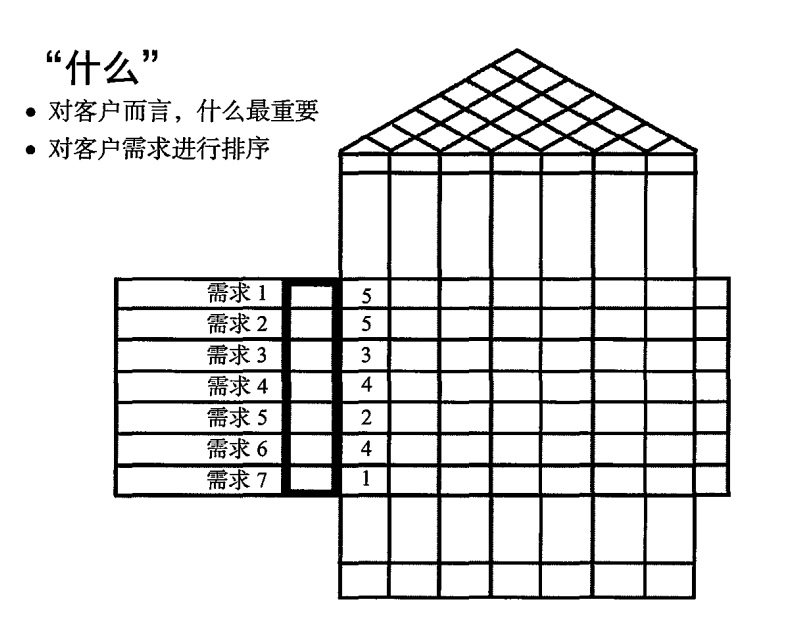 “什么”
• 对客户而言，什么最重要
• 对客户需求进行排序
需求 1 5
需求 2 5
需求 3 3
需求 4 4
需求 5 2
需求 6 4
需求 7 1